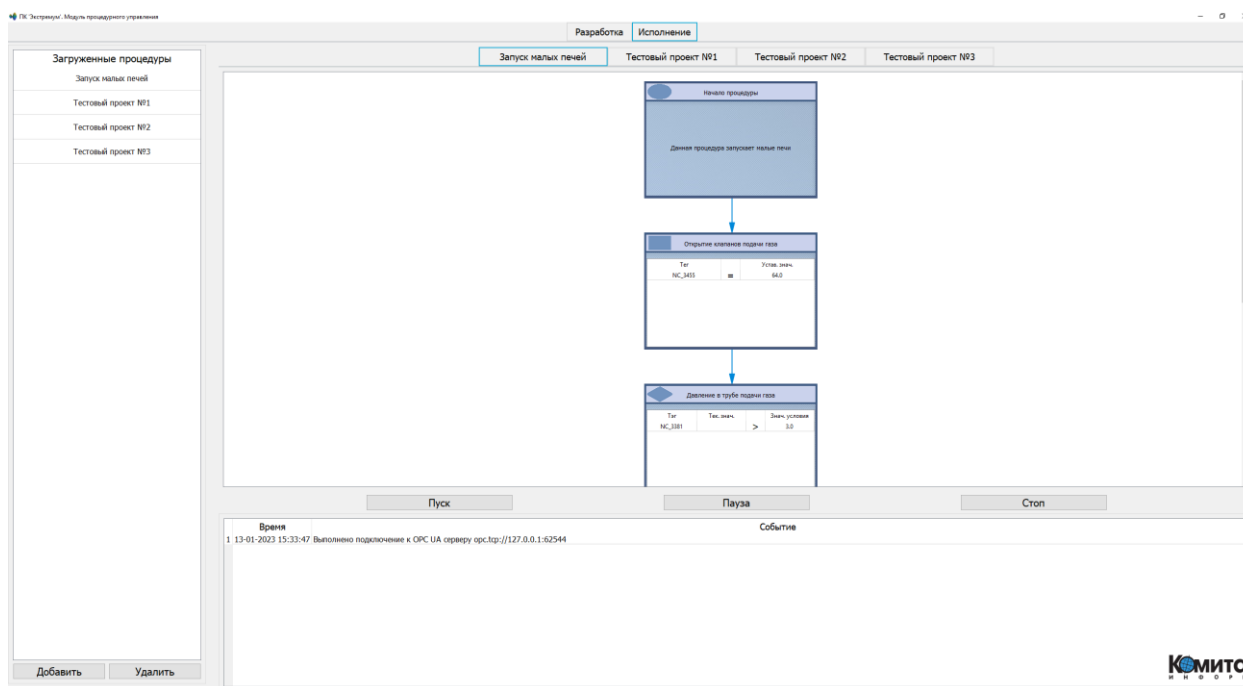 ПК 'Экстримум'. Модуль процедурного управления
Разработка Исполнение
Загруженные процедуры
Запуск малых печей
Тестовый проект №1
Тестовый проект №2
Тестовый проект №3
Запуск малых печей Тестовый проект №1 Тестовый проект №2 Тестовый проект №3
Начало процедуры
Данная процедура запускает малые печи
Открытие клапанов подачи газа
Тег Устав. знач.
NC_3455 = 64.0
Давление в трубе подачи газа
Тэг Тек. знач. Знач. условия
NC_3381 > 3.0
Пуск Пауза Стоп
Время Событие
1 13-01-2023 15:33:47 Выполнено подключение к OPC UA серверу opc.tcp://127.0.0.1:62544
Добавить Удалить